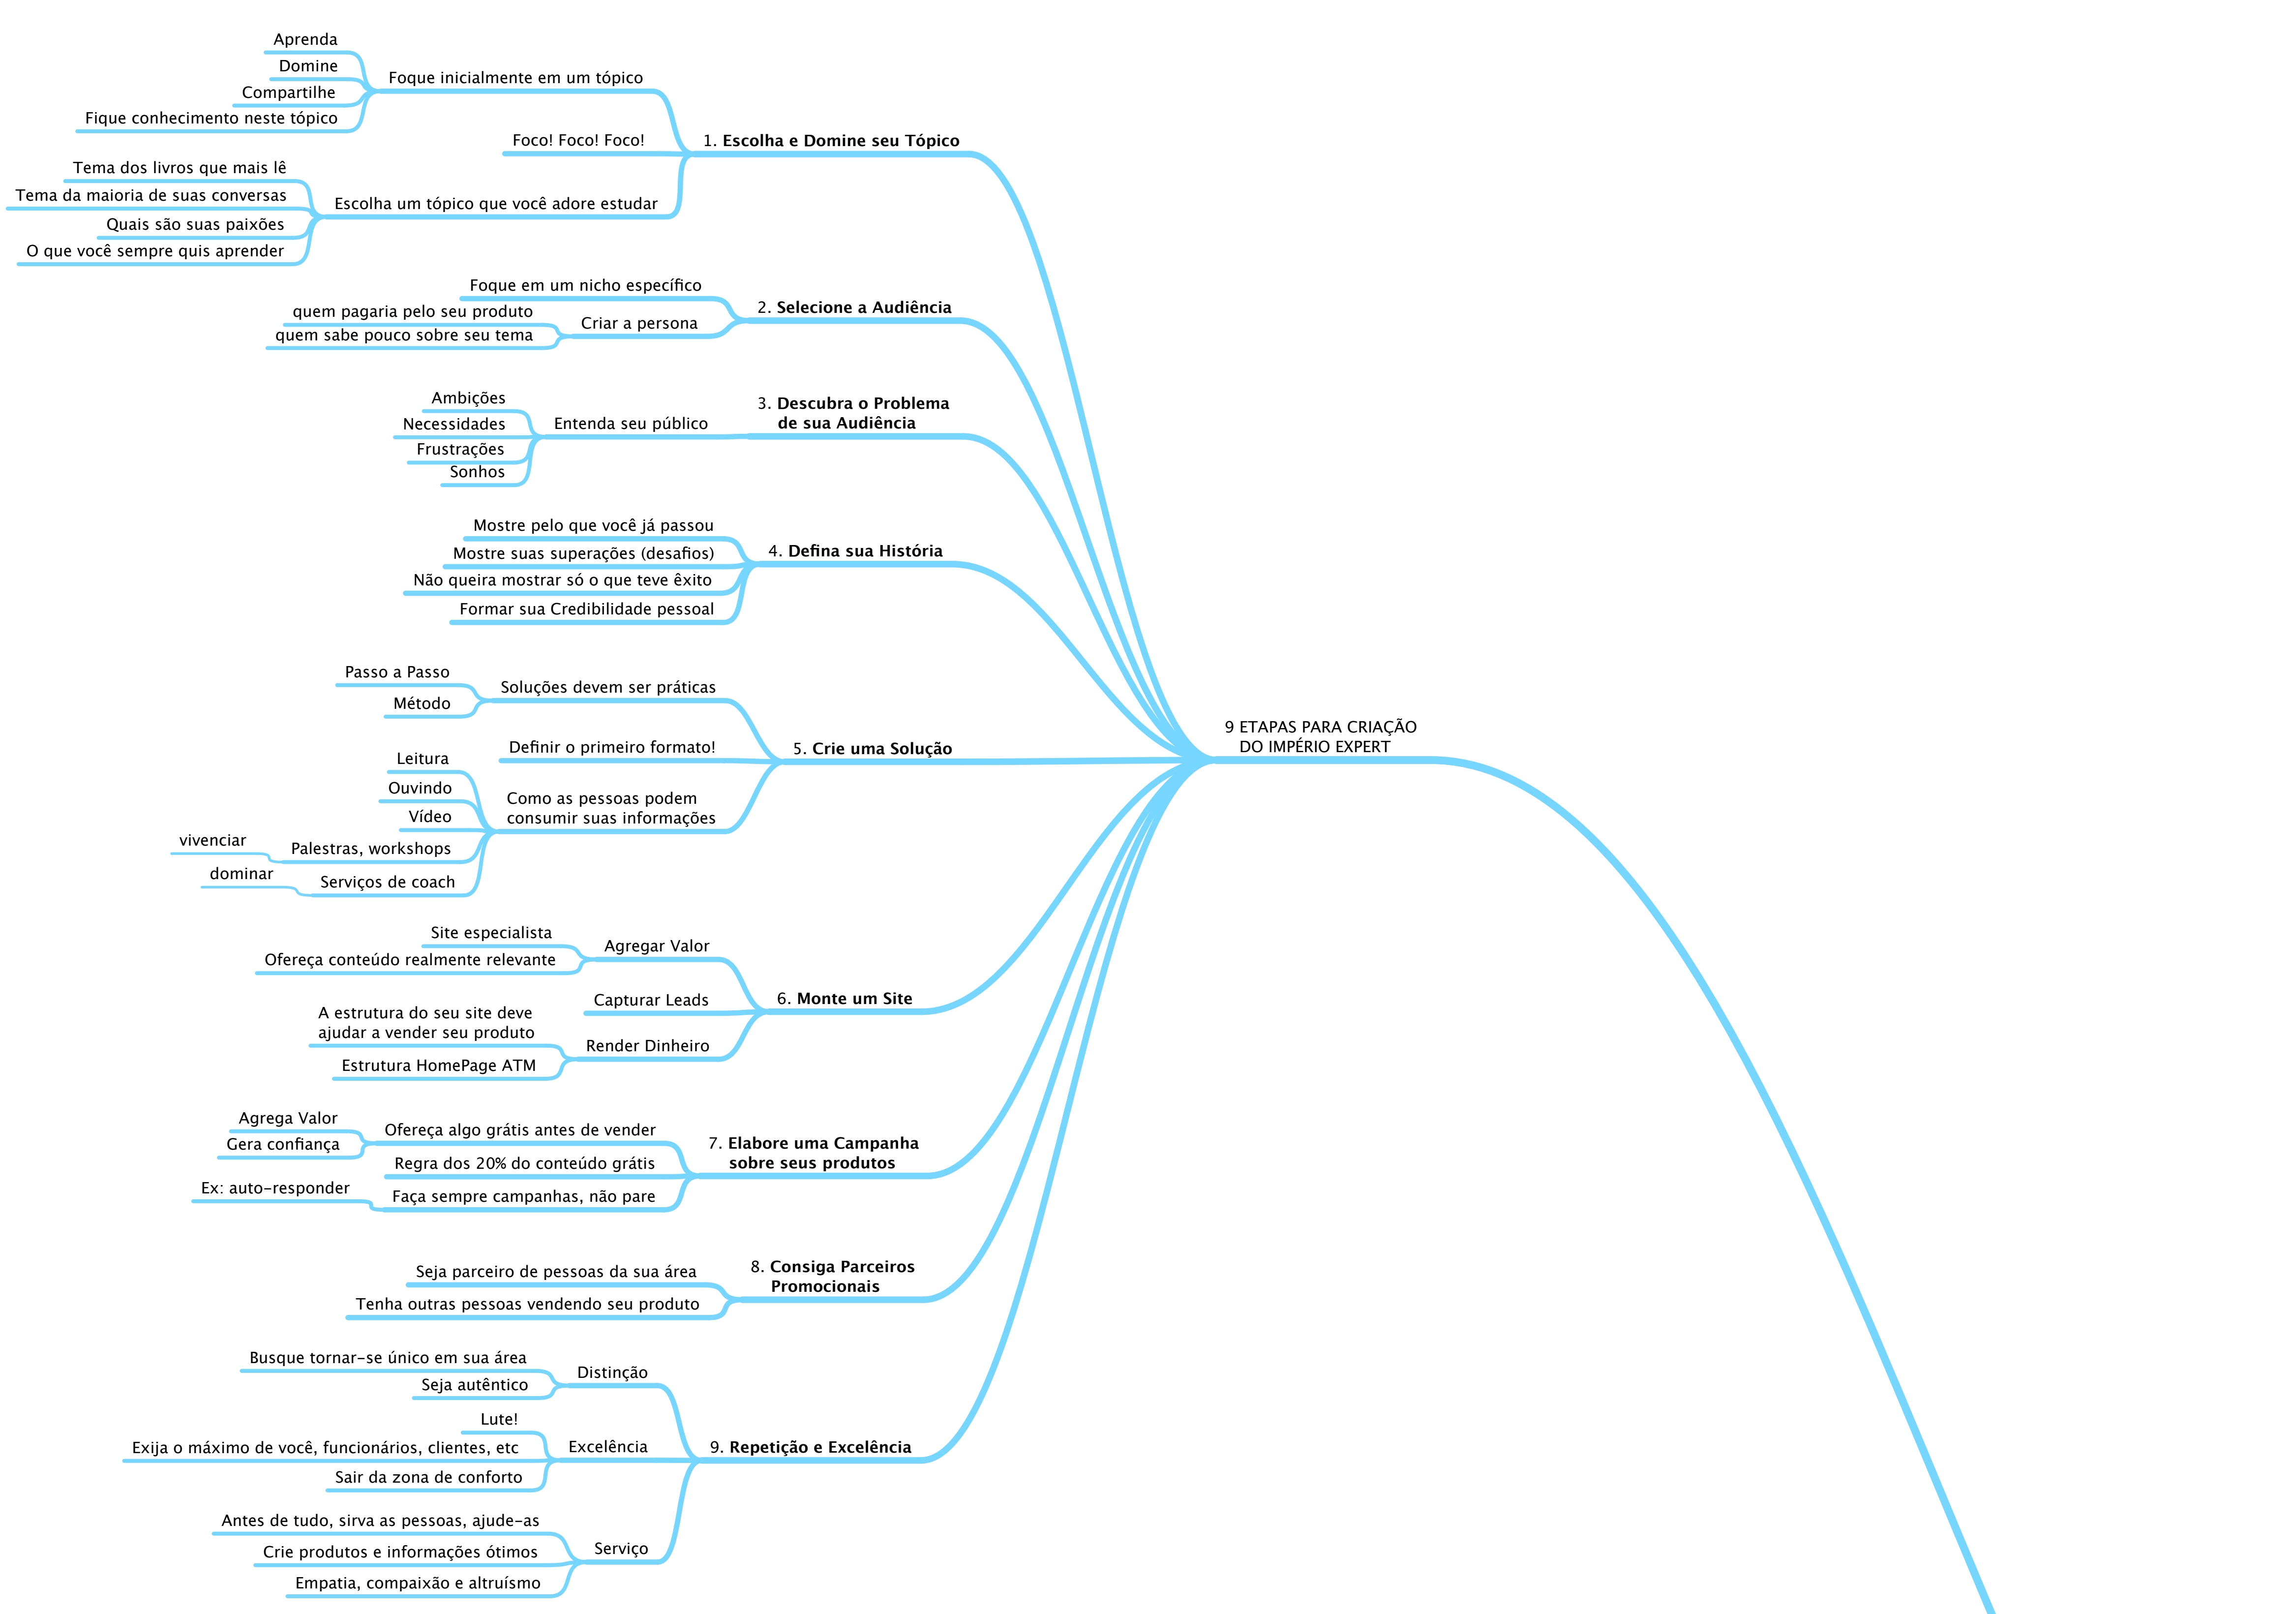 9 ETAPAS PARA CRIAÇÃO
DO IMPÉRIO EXPERT
1. Escolha e Domine seu Tópico
Foque inicialmente em um tópico
Aprenda
Domine
Compartilhe
Fique conhecimento neste tópico
Foco! Foco! Foco!
Escolha um tópico que você adore estudar
Tema dos livros que mais lê
Tema da maioria de suas conversas
Quais são suas paixões
O que você sempre quis aprender
2. Selecione a Audiência
Foque em um nicho específico
Criar a persona
quem pagaria pelo seu produto
quem sabe pouco sobre seu tema
3. Descubra o Problema
de sua Audiência
Entenda seu público
Ambições
Necessidades
Frustrações
Sonhos
4. Defina sua História
Mostre pelo que você já passou
Mostre suas superações (desafios)
Não queira mostrar só o que teve êxito
Formar sua Credibilidade pessoal
5. Crie uma Solução
Soluções devem ser práticas
Passo a Passo
Método
Definir o primeiro formato!
Como as pessoas podem
consumir suas informações
Leitura
Ouvindo
Vídeo
Palestras, workshops
vivenciar
Serviços de coach
dominar
6. Monte um Site
Agregar Valor
Site especialista
Ofereça conteúdo realmente relevante
Capturar Leads
Render Dinheiro
A estrutura do seu site deve
ajudar a vender seu produto
Estrutura HomePage ATM
7. Elabore uma Campanha
sobre seus produtos
Ofereça algo grátis antes de vender
Agrega Valor
Gera confiança
Regra dos 20% do conteúdo grátis
Faça sempre campanhas, não pare
Ex: auto-responder
8. Consiga Parceiros
Promocionais
Seja parceiro de pessoas da sua área
Tenha outras pessoas vendendo seu produto
9. Repetição e Excelência
Distinção
Busque tornar-se único em sua área
Seja autêntico
Excelência
Lute!
Exija o máximo de você, funcionários, clientes, etc
Sair da zona de conforto
Serviço
Antes de tudo, sirva as pessoas, ajude-as
Crie produtos e informações ótimos
Empatia, compaixão e altruísmo